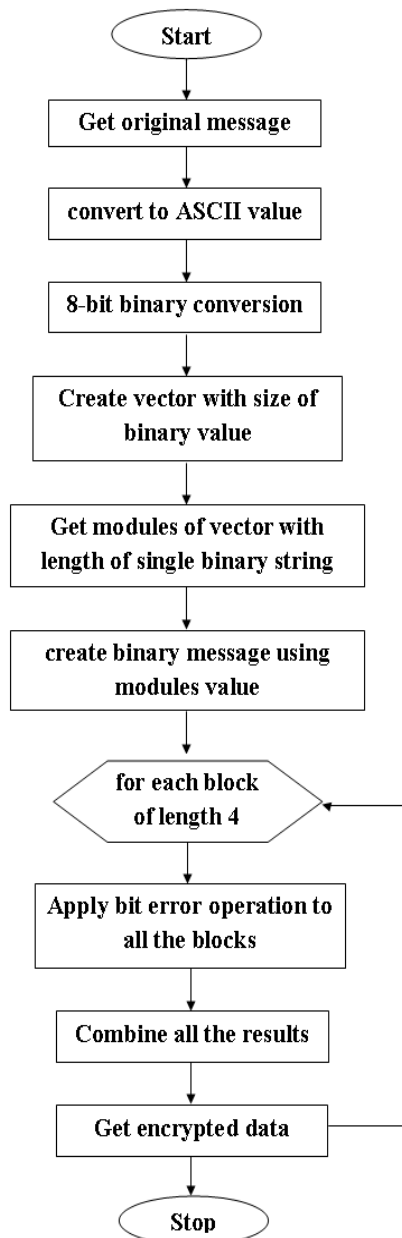 Start
Get original message
convert to ASCII value
8-bit binary conversion
Create vector with size of
binary value
Get modules of vector with
length of single binary string
create binary message using
modules value
for each block
of length 4
Apply bit error operation to
all the blocks
Combine all the results
Get encrypted data
Stop